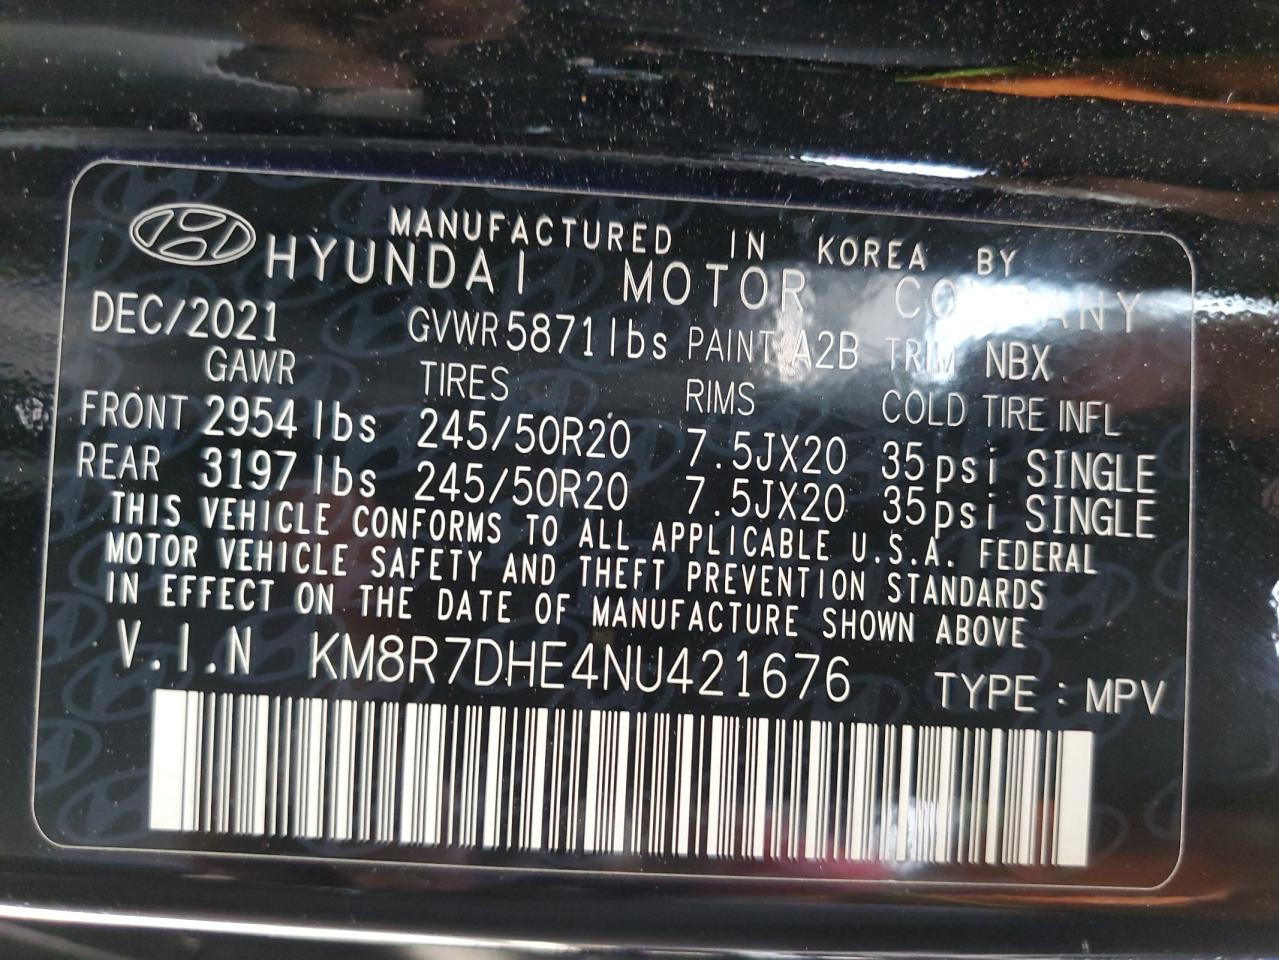 MANUFACTURED IN KOREA BY
HYUNDAI MOTOR COMPANY
DEC/2021 GVWR 5871 lbs PAINT A2B TRIM NBX
GAWR TIRES RIMS COLD TIRE INFL
FRONT 2954 lbs 245/50R20 7.5JX20 35psi SINGLE
REAR 3197 lbs 245/50R20 7.5JX20 35psi SINGLE
THIS VEHICLE CONFORMS TO ALL APPLICABLE U.S.A. FEDERAL
MOTOR VEHICLE SAFETY AND THEFT PREVENTION STANDARDS
IN EFFECT ON THE DATE OF MANUFACTURE SHOWN ABOVE
V.I.N KM8R7DHE4NU421676 TYPE : MPV